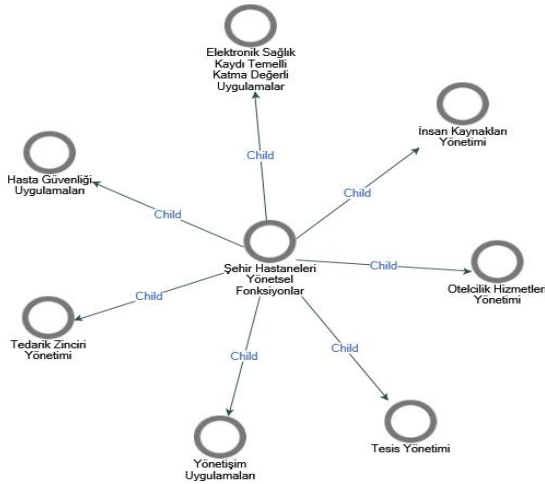 Elektronik Sağlık
Kaydı Temelli
Katma Değerli
Uygulamalar
İnsan Kaynakları
Yönetimi
Child
Child
Hasta Güvenliği
Uygulamaları
Child
Şehir Hastaneleri
Yönetsel
Fonksiyonlar
Child
Otelcilik Hizmetleri
Yönetimi
Child
Tedarik Zinciri
Yönetimi
Child
Child
Tesis Yönetimi
Yönetişim
Uygulamaları